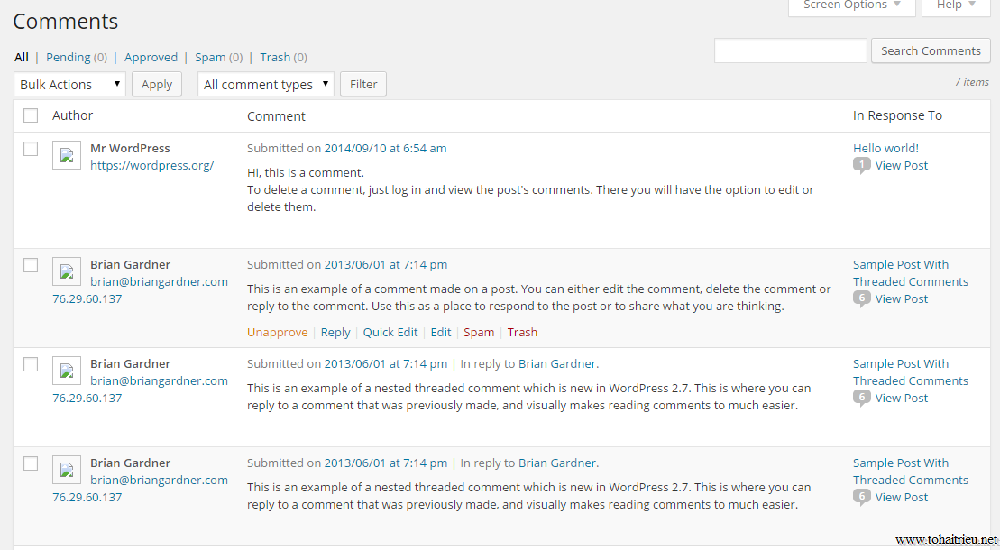 Screen Options ▼ Help ▼
Comments
All | Pending (0) | Approved | Spam (0) | Trash (0)
Search Comments
Bulk Actions ▼ Apply All comment types ▼ Filter
7 items
Author Comment In Response To
Mr WordPress
https://wordpress.org/
Submitted on 2014/09/10 at 6:54 am
Hi, this is a comment.
To delete a comment, just log in and view the post's comments. There you will have the option to edit or
delete them.
Hello world!
1 View Post
Brian Gardner
brian@briangardner.com
76.29.60.137
Submitted on 2013/06/01 at 7:14 pm
This is an example of a comment made on a post. You can either edit the comment, delete the comment or
reply to the comment. Use this as a place to respond to the post or to share what you are thinking.
Unapprove | Reply | Quick Edit | Edit | Spam | Trash
Sample Post With
Threaded Comments
6 View Post
Brian Gardner
brian@briangardner.com
76.29.60.137
Submitted on 2013/06/01 at 7:14 pm | In reply to Brian Gardner.
This is an example of a nested threaded comment which is new in WordPress 2.7. This is where you can
reply to a comment that was previously made, and visually makes reading comments to much easier.
Sample Post With
Threaded Comments
6 View Post
Brian Gardner
brian@briangardner.com
76.29.60.137
Submitted on 2013/06/01 at 7:14 pm | In reply to Brian Gardner.
This is an example of a nested threaded comment which is new in WordPress 2.7. This is where you can
reply to a comment that was previously made, and visually makes reading comments to much easier.
Sample Post With
Threaded Comments
6 View Post
www.tohaitrieu.net